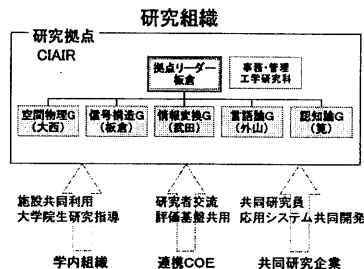 研究組織
研究拠点
CIAIR
拠点リーダー
板倉
事務・管理
工学研究科
空間物理G
(大西)
信号構造G
(板倉)
情報変換G
(武田)
言語論G
(外山)
認知論G
(筧)
施設共同利用
大学院生研究指導
研究者交流
評価基盤共用
共同研究員
応用システム共同開発
学内組織
連携COE
共同研究企業